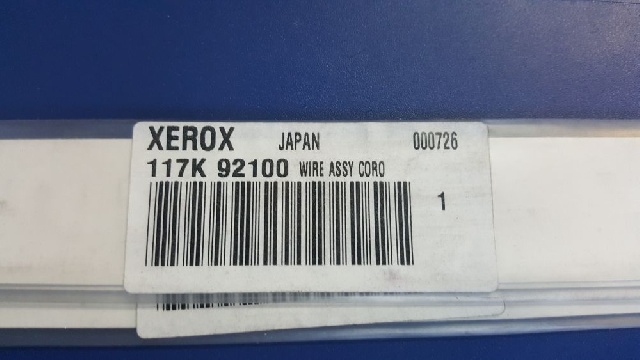 XEROX JAPAN 000726
117K 92100 WIRE ASSY CORO
1